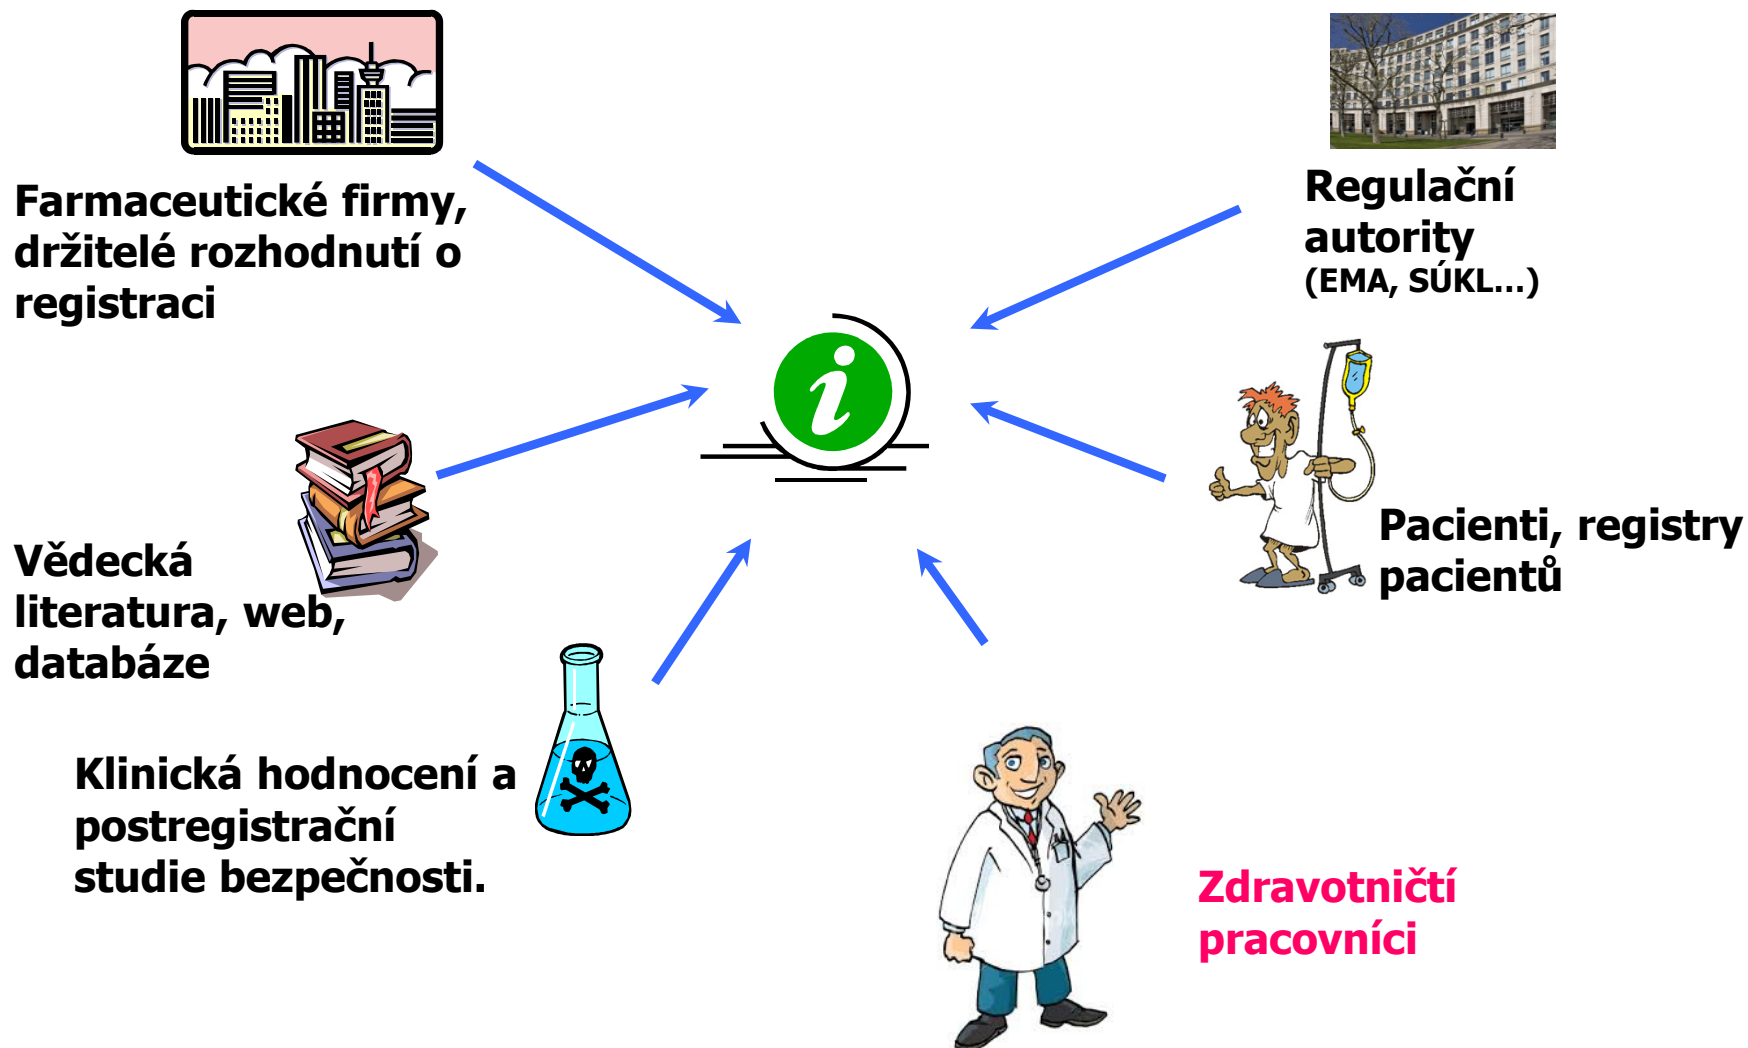 Farmaceutické firmy,
držitelé rozhodnutí o
registraci
Regulační
autority
(EMA, SÚKL...)
i
Vědecká
literatura, web,
databáze
Pacienti, registry
pacientů
Klinická hodnocení a
postregistrační
studie bezpečnosti.
Zdravotničtí
pracovníci